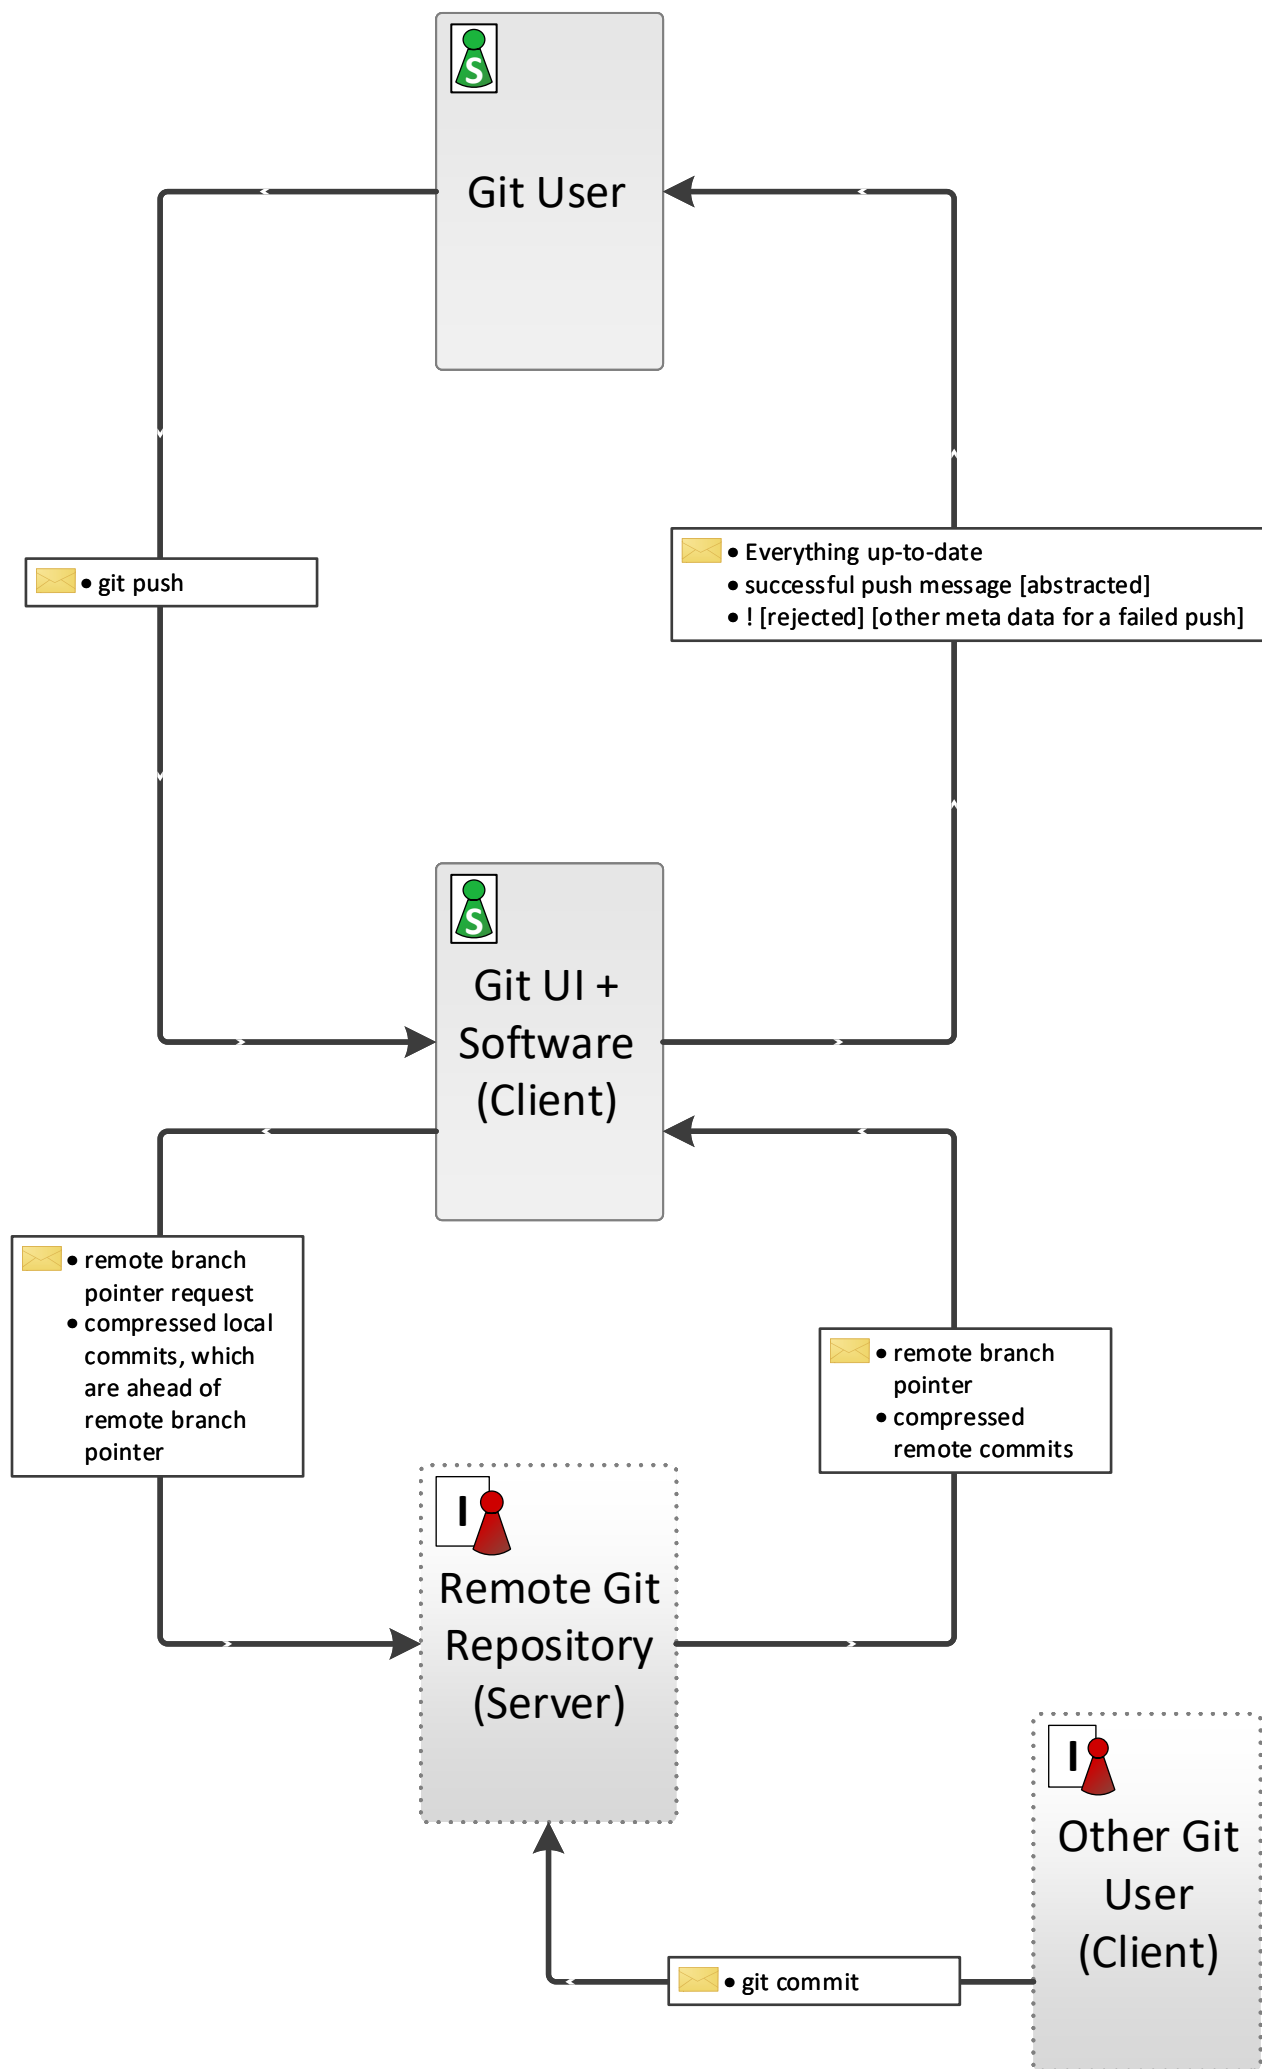 S
Git User
• git push
• Everything up-to-date
• successful push message [abstracted]
• ! [rejected] [other meta data for a failed push]
S
Git UI +
Software
(Client)
• remote branch
pointer request
• compressed local
commits, which
are ahead of
remote branch
pointer
• remote branch
pointer
• compressed
remote commits
I
Remote Git
Repository
(Server)
I
Other Git
User
(Client)
• git commit